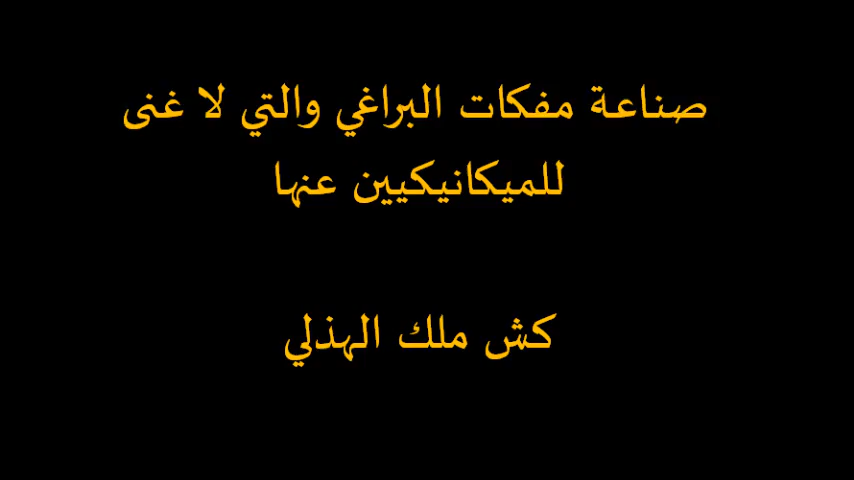 صناعة مفكات البراغي والتي لا غنى
للميكانيكيين عنها
كش ملك الهذلي